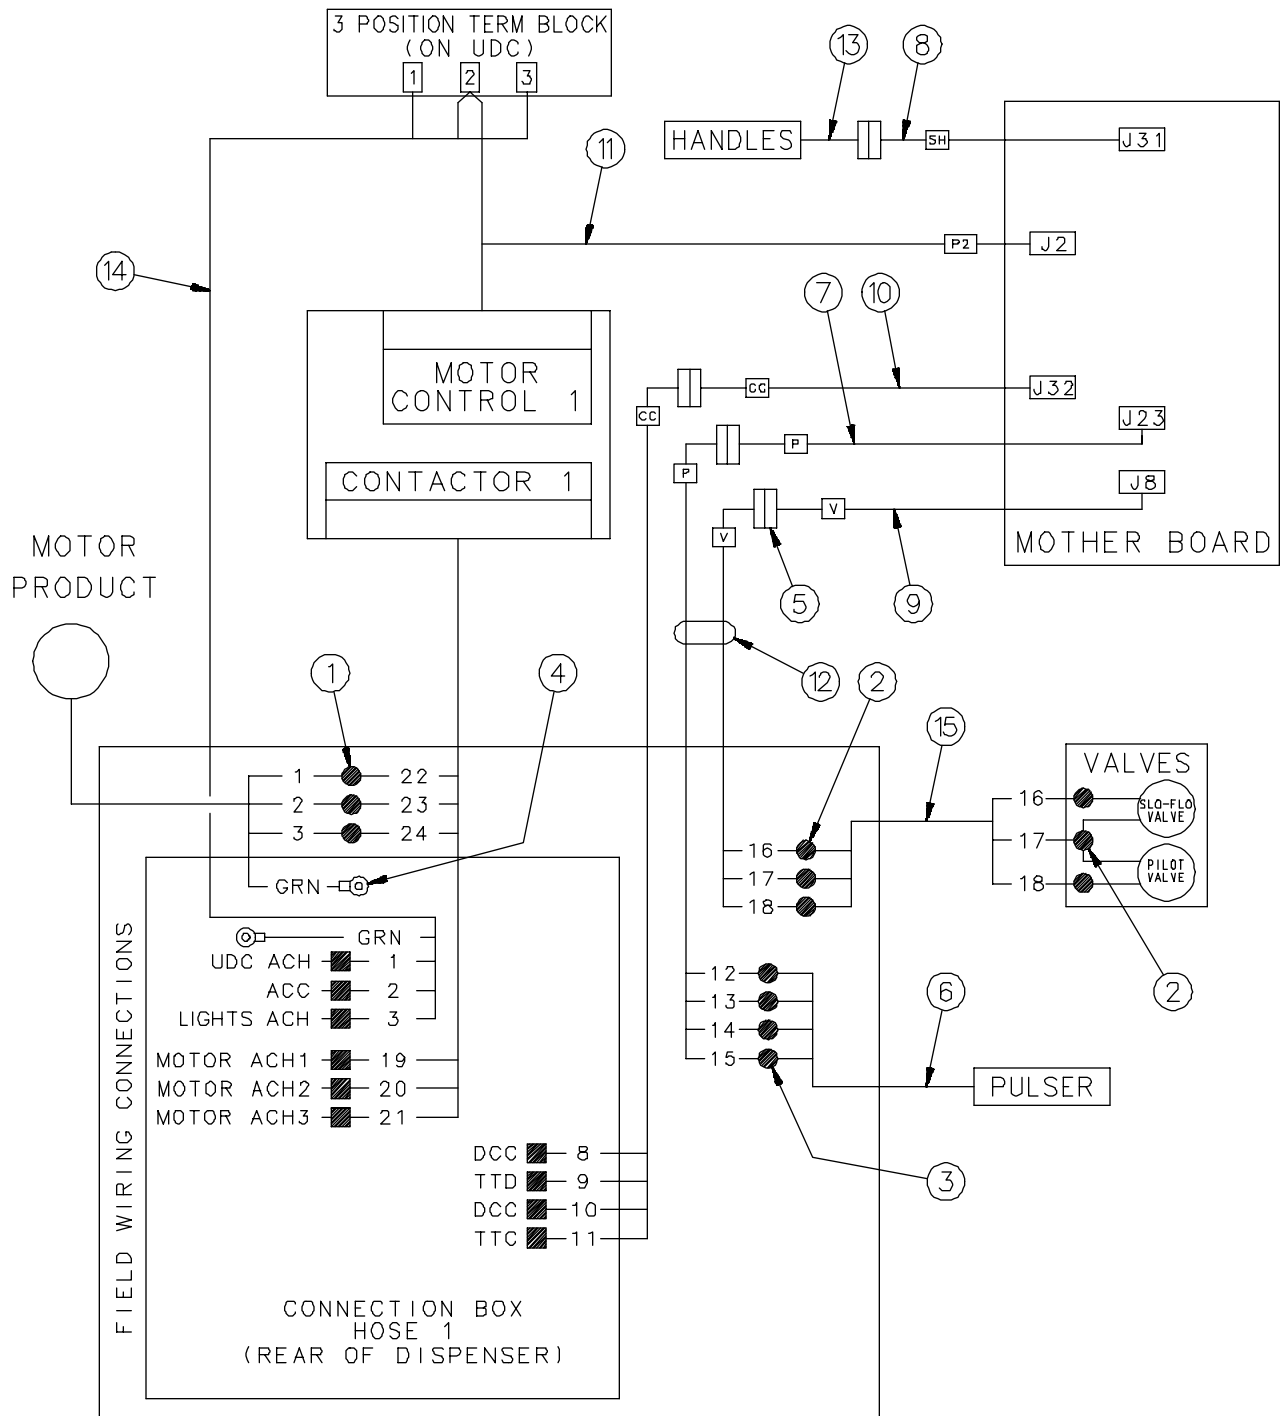 3 POSITION TERM BLOCK
(ON UDC)
1 2 3
13 8
HANDLES
SH
J31
11
P2
J2
14
7 10
MOTOR
CONTROL 1
CC
CC
J32
J23
P
P
CONTACTOR 1
J8
V
V
MOTHER BOARD
MOTOR
PRODUCT
5 9
12
1 4 2
15
1 22
2 23
3 24
VALVES
16
SLO-FLO
VALVE
17
PILOT
VALVE
18
16
17
18
GRN
FIELD WIRING CONNECTIONS
GRN
UDC ACH 1
ACC 2
LIGHTS ACH 3
12
13
14
15
6 2
MOTOR ACH1 19
MOTOR ACH2 20
MOTOR ACH3 21
PULSER
DCC 8
TTD 9
DCC 10
TTC 11
3
CONNECTION BOX
HOSE 1
(REAR OF DISPENSER)